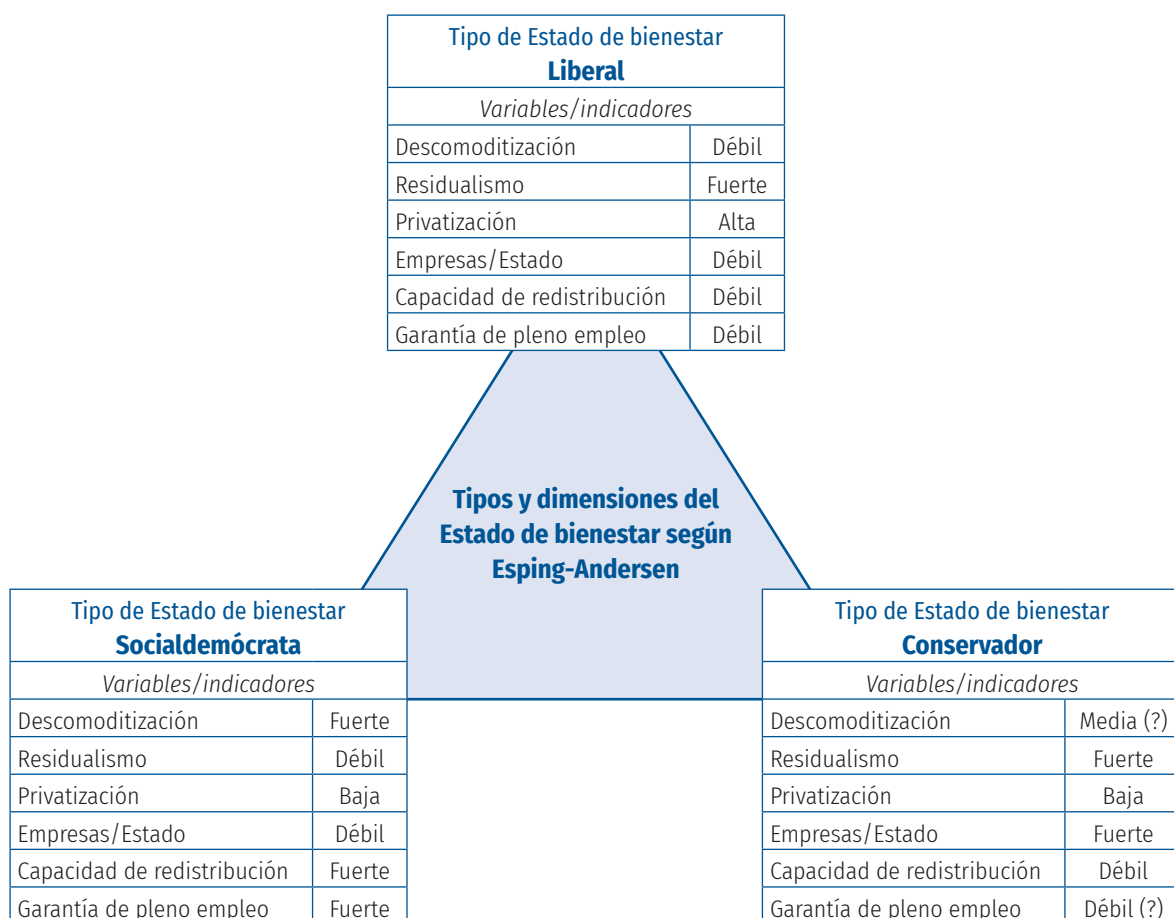 Tipo de Estado de bienestar
Liberal
Variables/indicadores
Descomoditización Débil
Residualismo Fuerte
Privatización Alta
Empresas/Estado Débil
Capacidad de redistribución Débil
Garantía de pleno empleo Débil
Tipos y dimensiones del
Estado de bienestar según
Esping-Andersen
Tipo de Estado de bienestar
Socialdemócrata
Variables/indicadores
Descomoditización Fuerte
Residualismo Débil
Privatización Baja
Empresas/Estado Débil
Capacidad de redistribución Fuerte
Garantía de pleno empleo Fuerte
Tipo de Estado de bienestar
Conservador
Variables/indicadores
Descomoditización Media (?)
Residualismo Fuerte
Privatización Baja
Empresas/Estado Fuerte
Capacidad de redistribución Débil
Garantía de pleno empleo Débil (?)